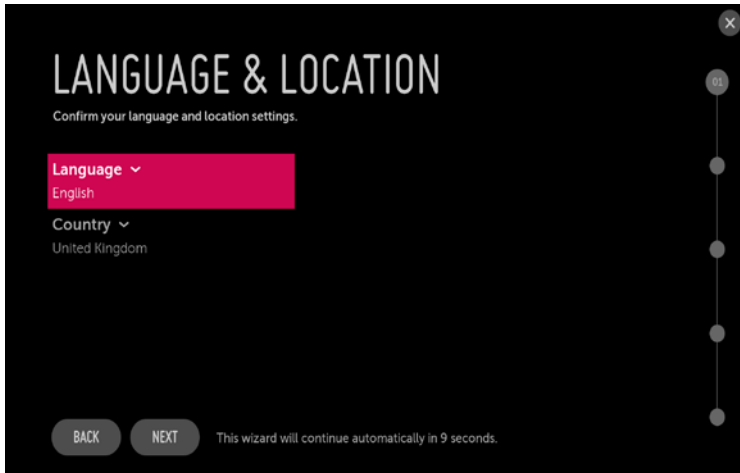 LANGUAGE & LOCATION
01
Confirm your language and location settings.
Language
English
Country
United Kingdom
BACK
NEXT
This wizard will continue automatically in 9 seconds.